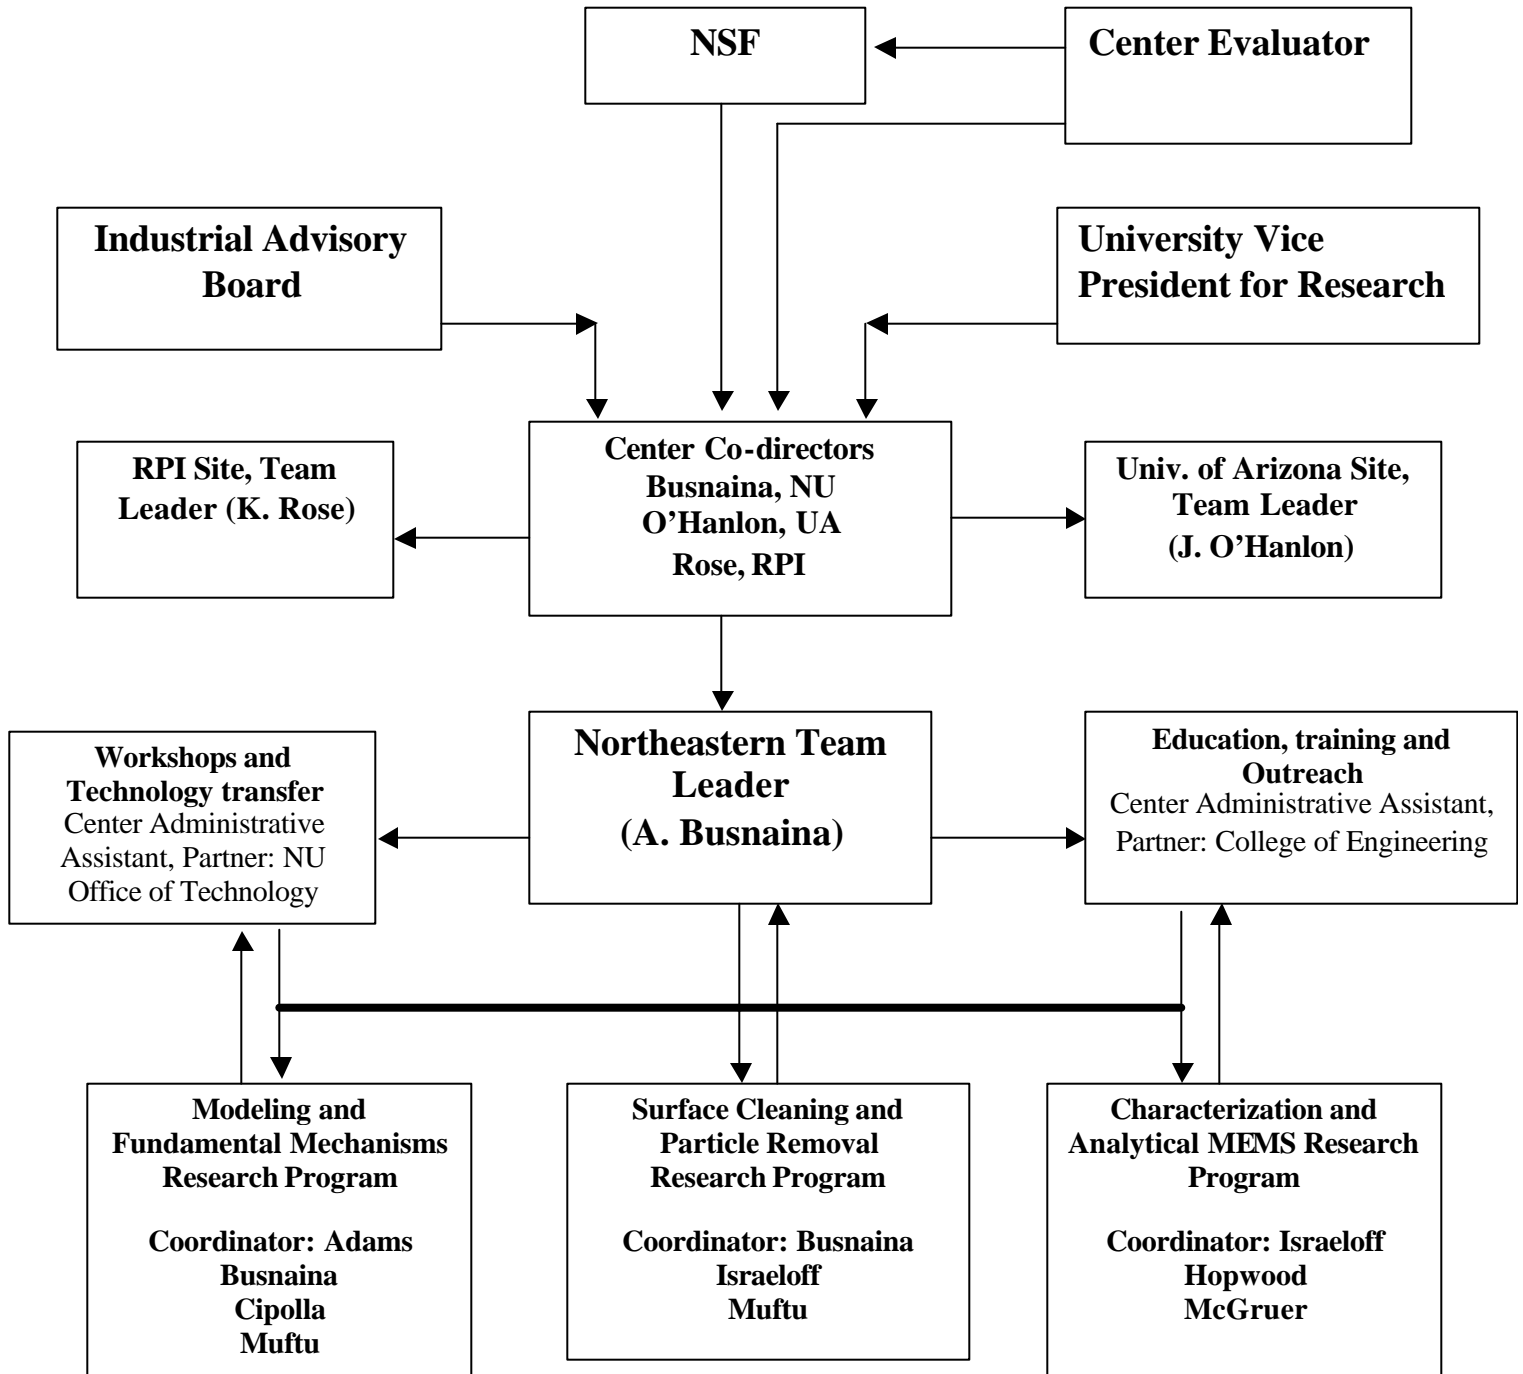 NSF
Center Evaluator
Industrial Advisory
Board
University Vice
President for Research
RPI Site, Team
Leader (K. Rose)
Center Co-directors
Busnaina, NU
O’Hanlon, UA
Rose, RPI
Univ. of Arizona Site,
Team Leader
(J. O’Hanlon)
Workshops and
Technology transfer
Center Administrative
Assistant, Partner: NU
Office of Technology
Northeastern Team
Leader
(A. Busnaina)
Education, training and
Outreach
Center Administrative Assistant,
Partner: College of Engineering
Modeling and
Fundamental Mechanisms
Research Program
Coordinator: Adams
Busnaina
Cipolla
Muftu
Surface Cleaning and
Particle Removal
Research Program
Coordinator: Busnaina
Israeloff
Muftu
Characterization and
Analytical MEMS Research
Program
Coordinator: Israeloff
Hopwood
McGruer